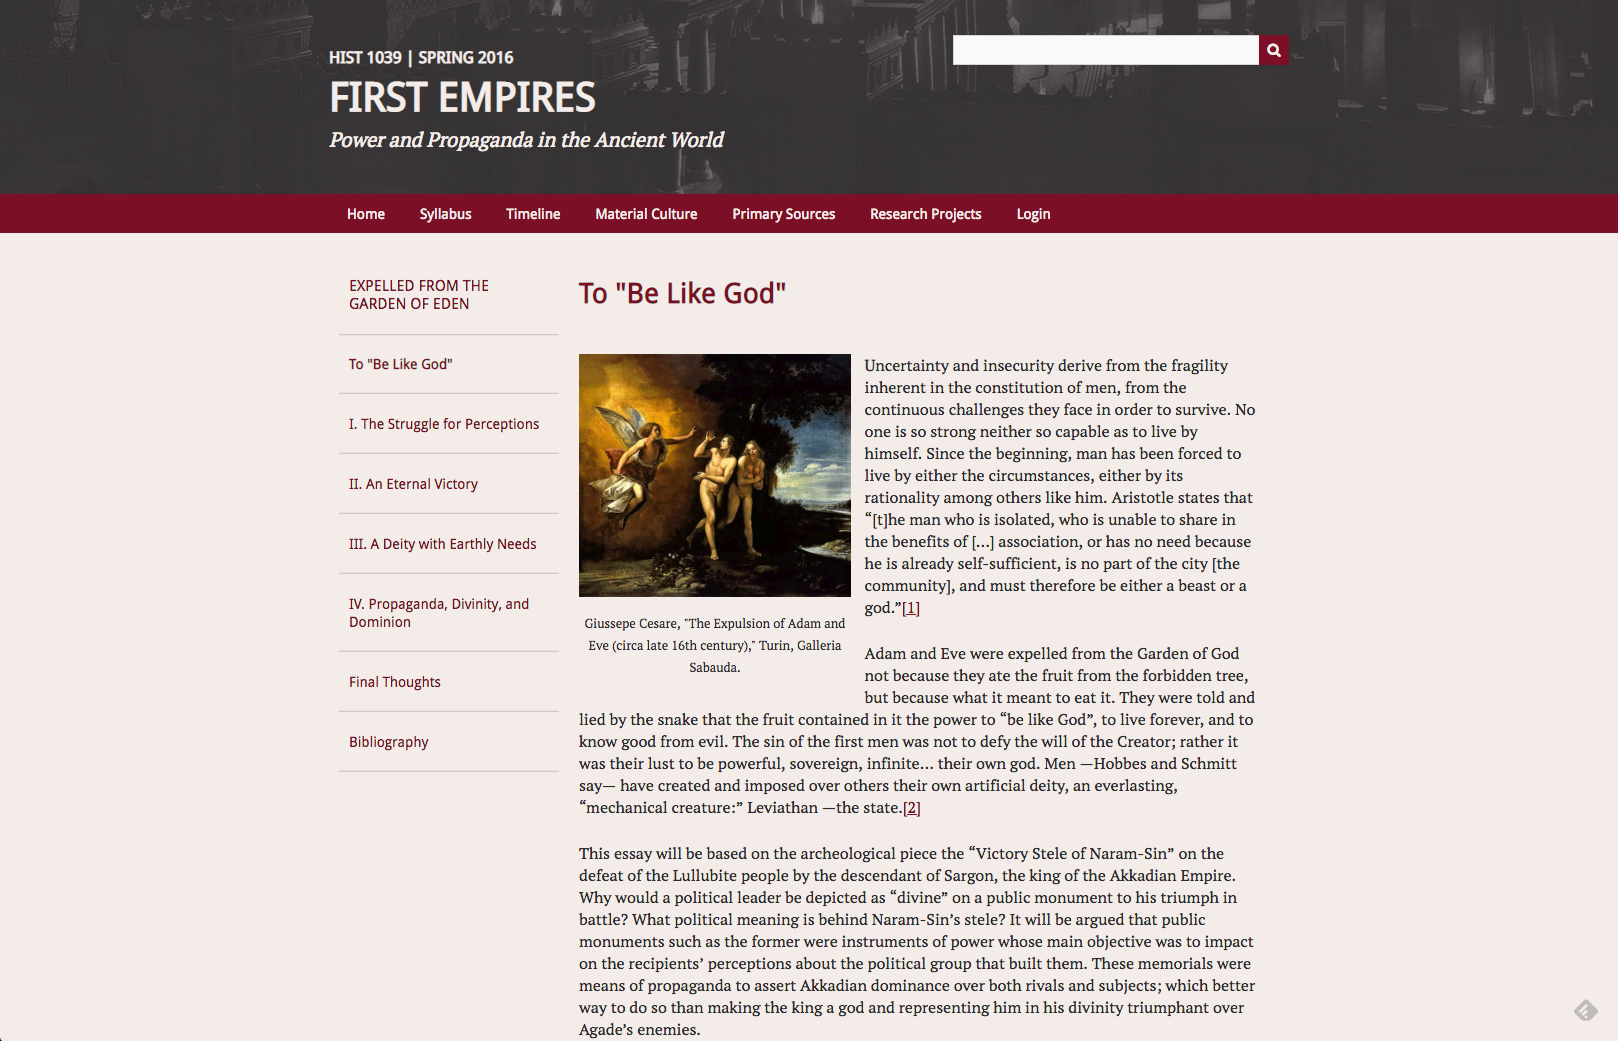 HIST 1039 | SPRING 2016
FIRST EMPIRES
Power and Propaganda in the Ancient World
Home Syllabus Timeline Material Culture Primary Sources Research Projects Login
EXPELLED FROM THE
GARDEN OF EDEN
To "Be Like God"
I. The Struggle for Perceptions
II. An Eternal Victory
III. A Deity with Earthly Needs
IV. Propaganda, Divinity, and
Dominion
Final Thoughts
Bibliography
To "Be Like God"
Giussepe Cesare, "The Expulsion of Adam and
Eve (circa late 16th century)," Turin, Galleria
Sabauda.
Uncertainty and insecurity derive from the fragility
inherent in the constitution of men, from the
continuous challenges they face in order to survive. No
one is so strong neither so capable as to live by
himself. Since the beginning, man has been forced to
live by either the circumstances, either by its
rationality among others like him. Aristotle states that
“[t]he man who is isolated, who is unable to share in
the benefits of [...] association, or has no need because
he is already self-sufficient, is no part of the city [the
community], and must therefore be either a beast or a
god.”[1]
Adam and Eve were expelled from the Garden of God
not because they ate the fruit from the forbidden tree,
but because what it meant to eat it. They were told and
lied by the snake that the fruit contained in it the power to “be like God”, to live forever, and to
know good from evil. The sin of the first men was not to defy the will of the Creator; rather it
was their lust to be powerful, sovereign, infinite... their own god. Men —Hobbes and Schmitt
say— have created and imposed over others their own artificial deity, an everlasting,
“mechanical creature:” Leviathan —the state.[2]
This essay will be based on the archeological piece the “Victory Stele of Naram-Sin” on the
defeat of the Lullubite people by the descendant of Sargon, the king of the Akkadian Empire.
Why would a political leader be depicted as “divine” on a public monument to his triumph in
battle? What political meaning is behind Naram-Sin’s stele? It will be argued that public
monuments such as the former were instruments of power whose main objective was to impact
on the recipients’ perceptions about the political group that built them. These memorials were
means of propaganda to assert Akkadian dominance over both rivals and subjects; which better
way to do so than making the king a god and representing him in his divinity triumphant over
Agade’s enemies.